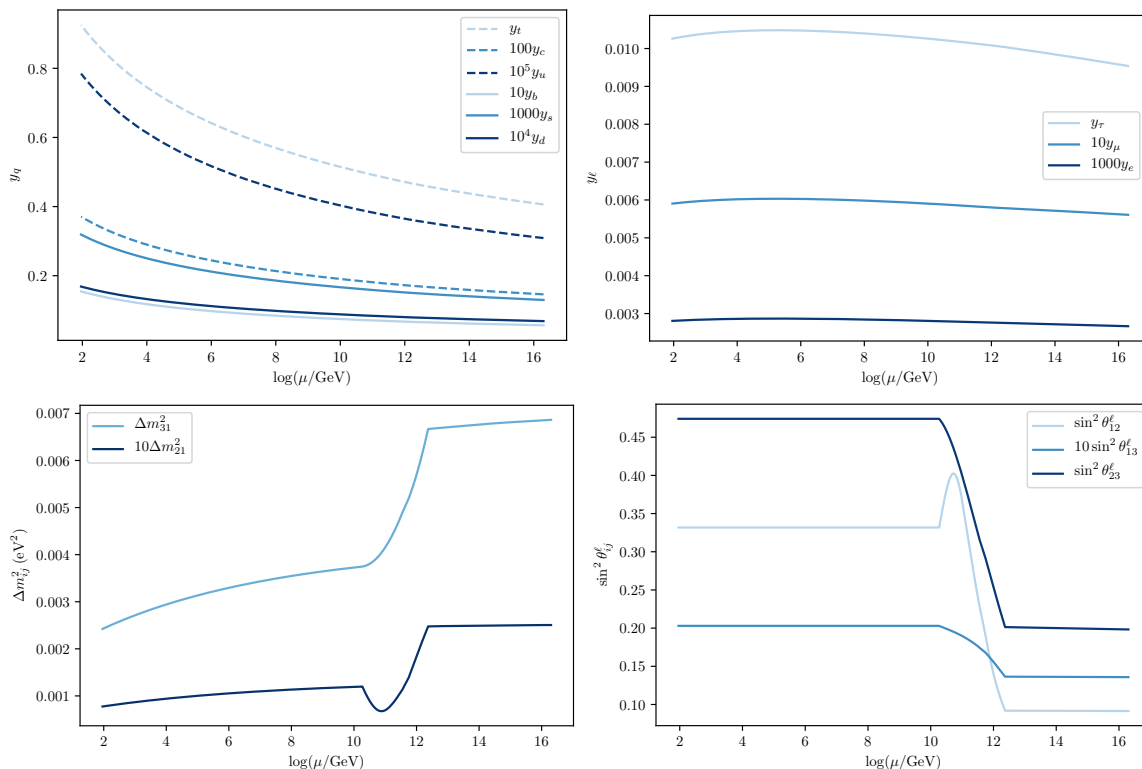 0.8
0.6
0.4
0.2
y_q
2 4 6 8 10 12 14 16
log(μ/GeV)
y_t
100y_c
10^5y_u
10y_b
1000y_s
10^4y_d
0.010
0.009
0.008
0.007
0.006
0.005
0.004
0.003
y_ℓ
2 4 6 8 10 12 14 16
log(μ/GeV)
y_τ
10y_μ
1000y_e
0.007
0.006
0.005
0.004
0.003
0.002
0.001
Δm²_ij (eV²)
2 4 6 8 10 12 14 16
log(μ/GeV)
Δm²_31
10Δm²_21
0.45
0.40
0.35
0.30
0.25
0.20
0.15
0.10
sin² θ^ℓ_ij
2 4 6 8 10 12 14 16
log(μ/GeV)
sin² θ^ℓ_12
10 sin² θ^ℓ_13
sin² θ^ℓ_23